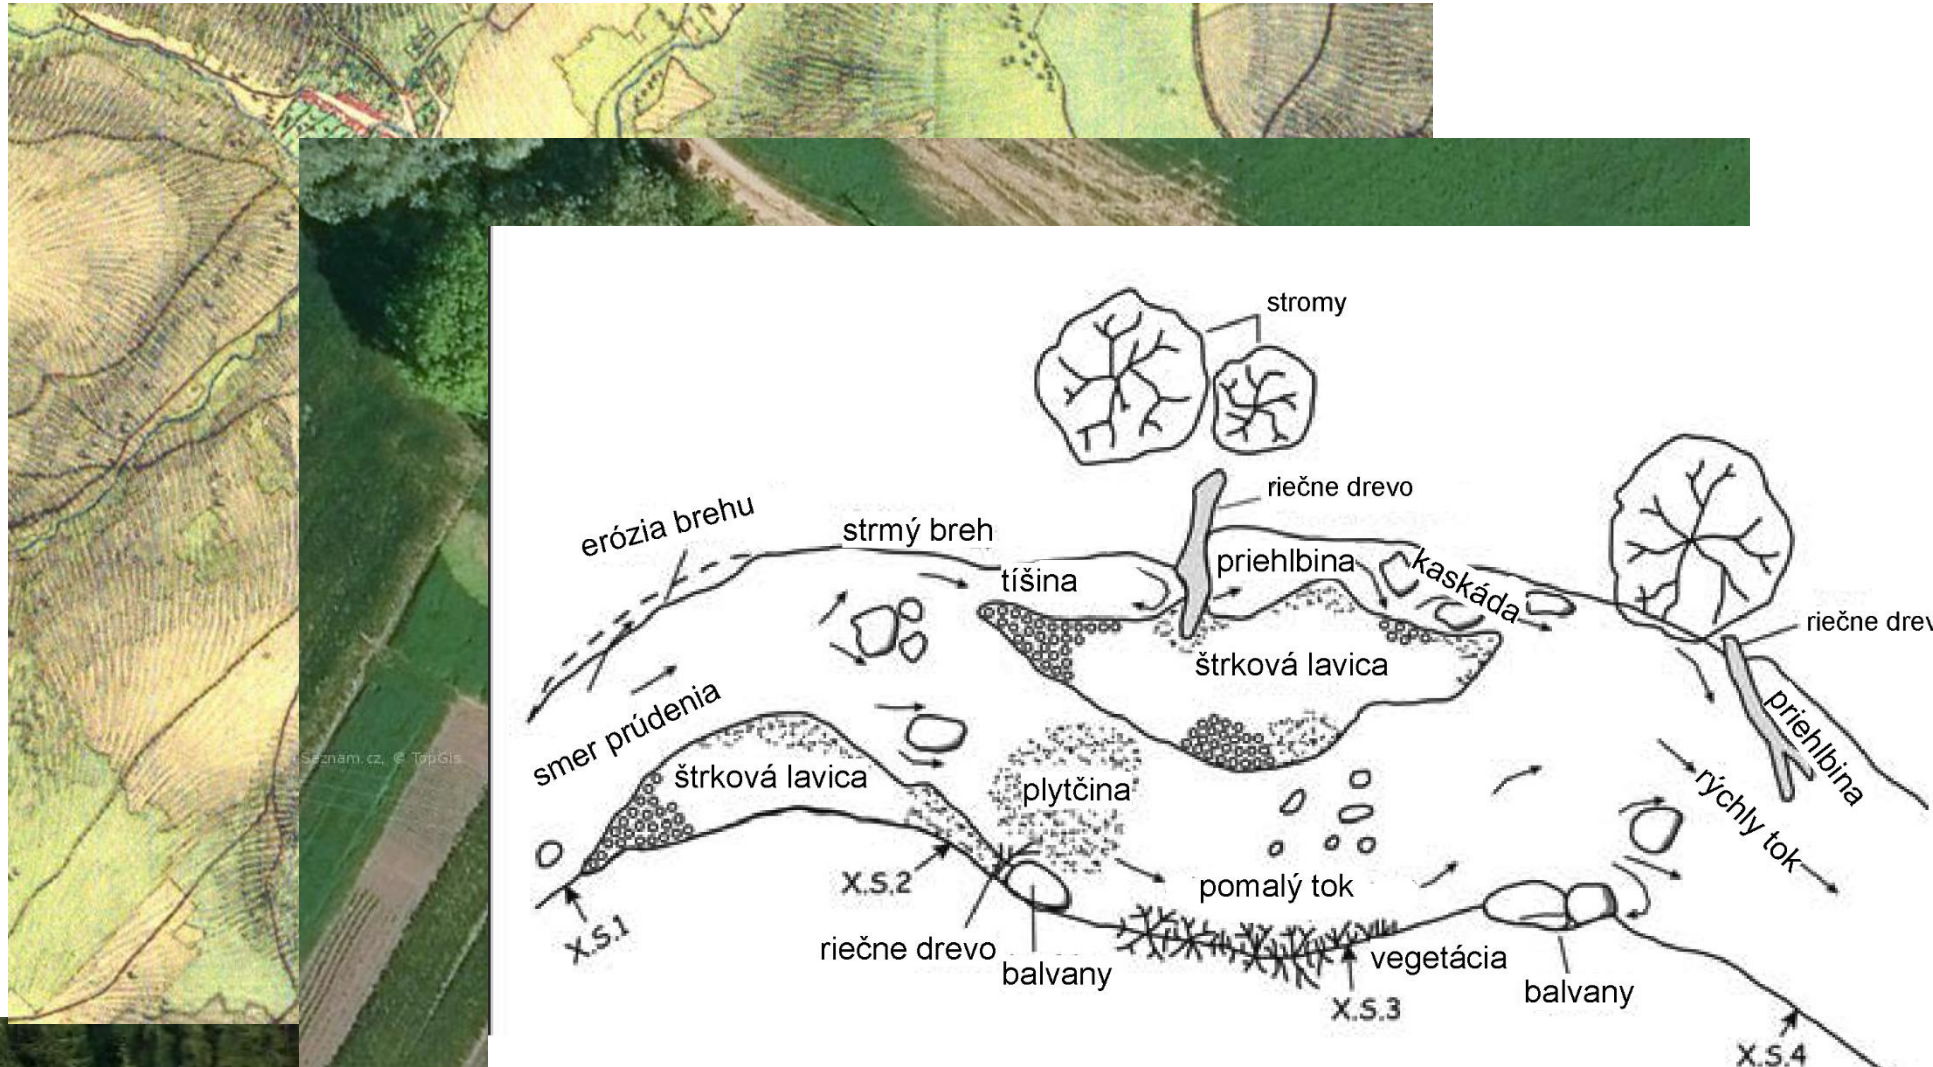 stromy
riečne drevo
erózia brehu
strmý breh
priehlbina
kaskáda
tíšina
riečne drev
štrková lavica
smer prúdenia
priehlbina
Seznam.cz, © TopGis
štrková lavica
plytčina
rýchly tok
X.S.2
pomalý tok
X.S.1
riečne drevo
vegetácia
balvany
balvany
X.S.3
X.S.4